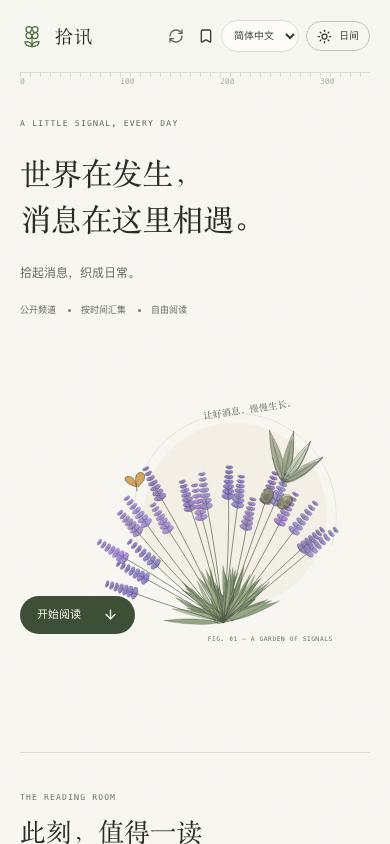 拾讯
简体中文
日间
0 100 200 300
A LITTLE SIGNAL, EVERY DAY
世界在发生，
消息在这里相遇。
拾起消息，织成日常。
公开频道 • 按时间汇集 • 自由阅读
让好消息，慢慢生长。
开始阅读 ↓
FIG. 01 — A GARDEN OF SIGNALS
THE READING ROOM
此刻，值得一读